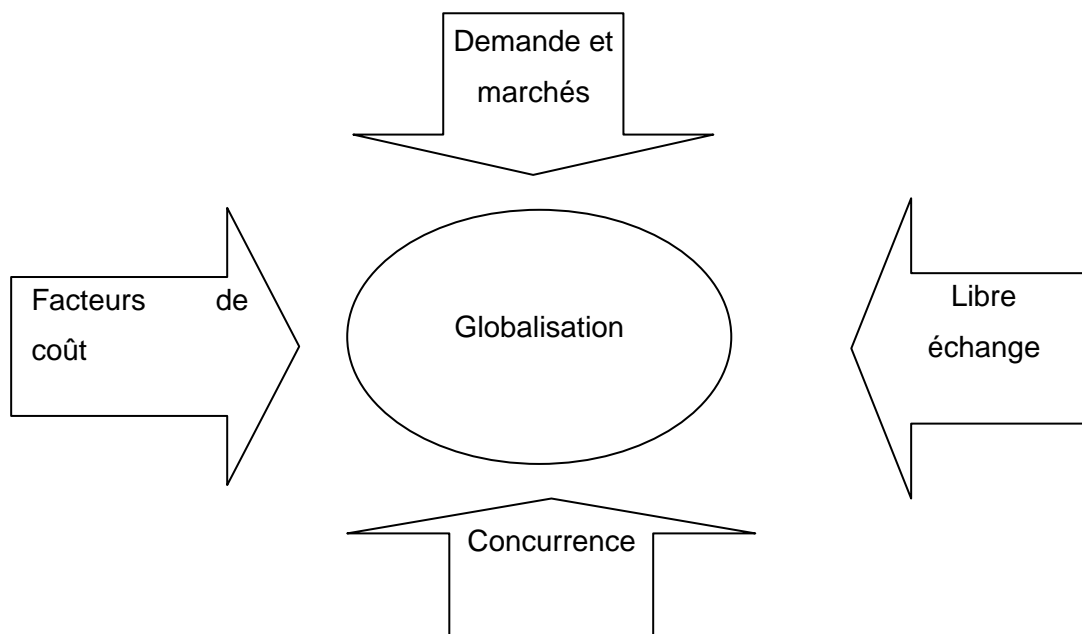 Demande et
marchés
Facteurs de
coût
Globalisation
Libre
échange
Concurrence